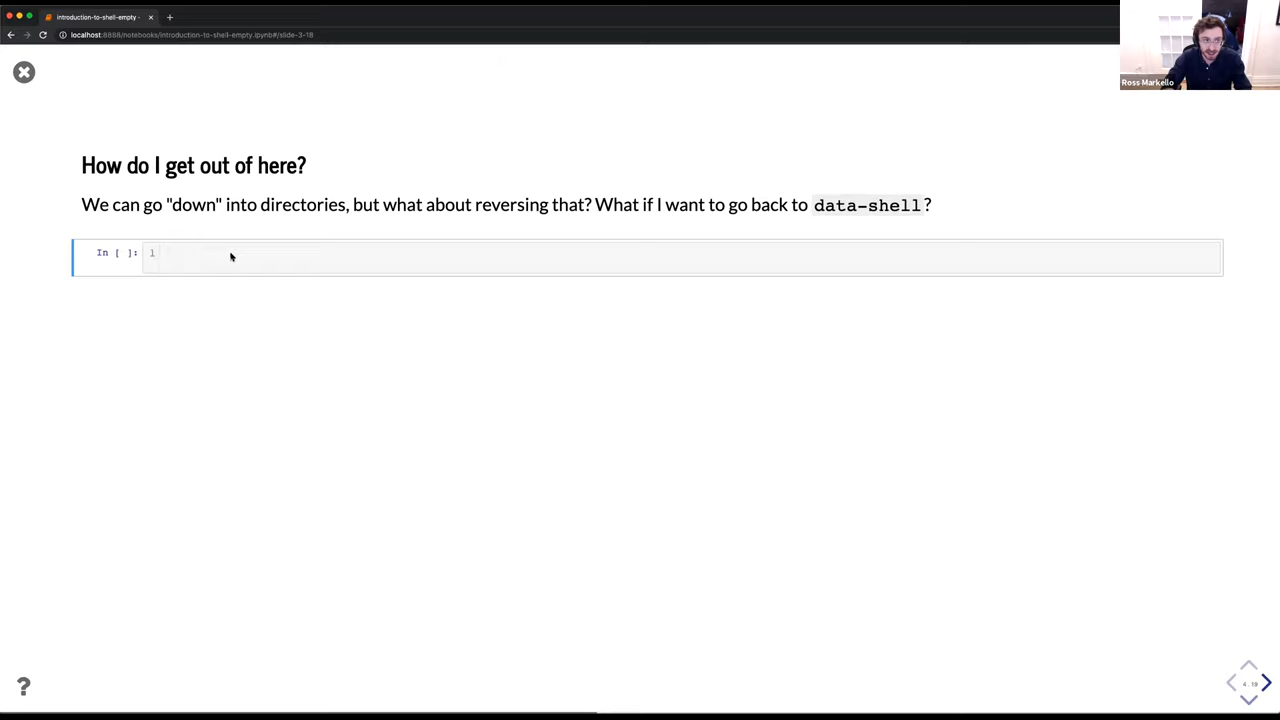 introduction-to-shell-empty -
localhost:8888/notebooks/introduction-to-shell-empty.ipynb#/slide-3-18
Ross Markello
How do I get out of here?
We can go "down" into directories, but what about reversing that? What if I want to go back to data-shell?
In [ ]: 1
?
4.19